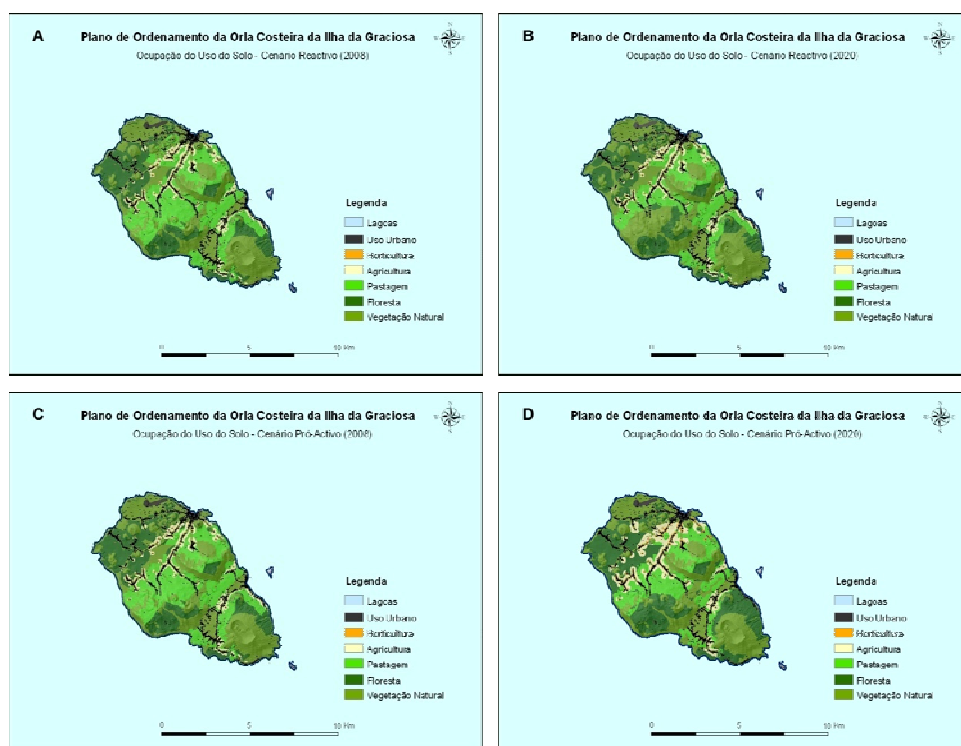 A
Plano de Ordenamento da Orla Costeira da Ilha da Graciosa
Ocupação do Uso do Solo - Cenário Reactivo (2008)
Legenda
Lagoas
Uso Urbano
Horticultura
Agricultura
Pastagem
Floresta
Vegetação Natural
0 5 10 Km
B
Plano de Ordenamento da Orla Costeira da Ilha da Graciosa
Ocupação do Uso do Solo - Cenário Reactivo (2020)
Legenda
Lagoas
Uso Urbano
Horticultura
Agricultura
Pastagem
Floresta
Vegetação Natural
0 5 10 Km
C
Plano de Ordenamento da Orla Costeira da Ilha da Graciosa
Ocupação do Uso do Solo - Cenário Pró-Activo (2008)
Legenda
Lagoas
Uso Urbano
Horticultura
Agricultura
Pastagem
Floresta
Vegetação Natural
0 5 10 Km
D
Plano de Ordenamento da Orla Costeira da Ilha da Graciosa
Ocupação do Uso do Solo - Cenário Pró-Activo (2020)
Legenda
Lagoas
Uso Urbano
Horticultura
Agricultura
Pastagem
Floresta
Vegetação Natural
0 5 10 Km